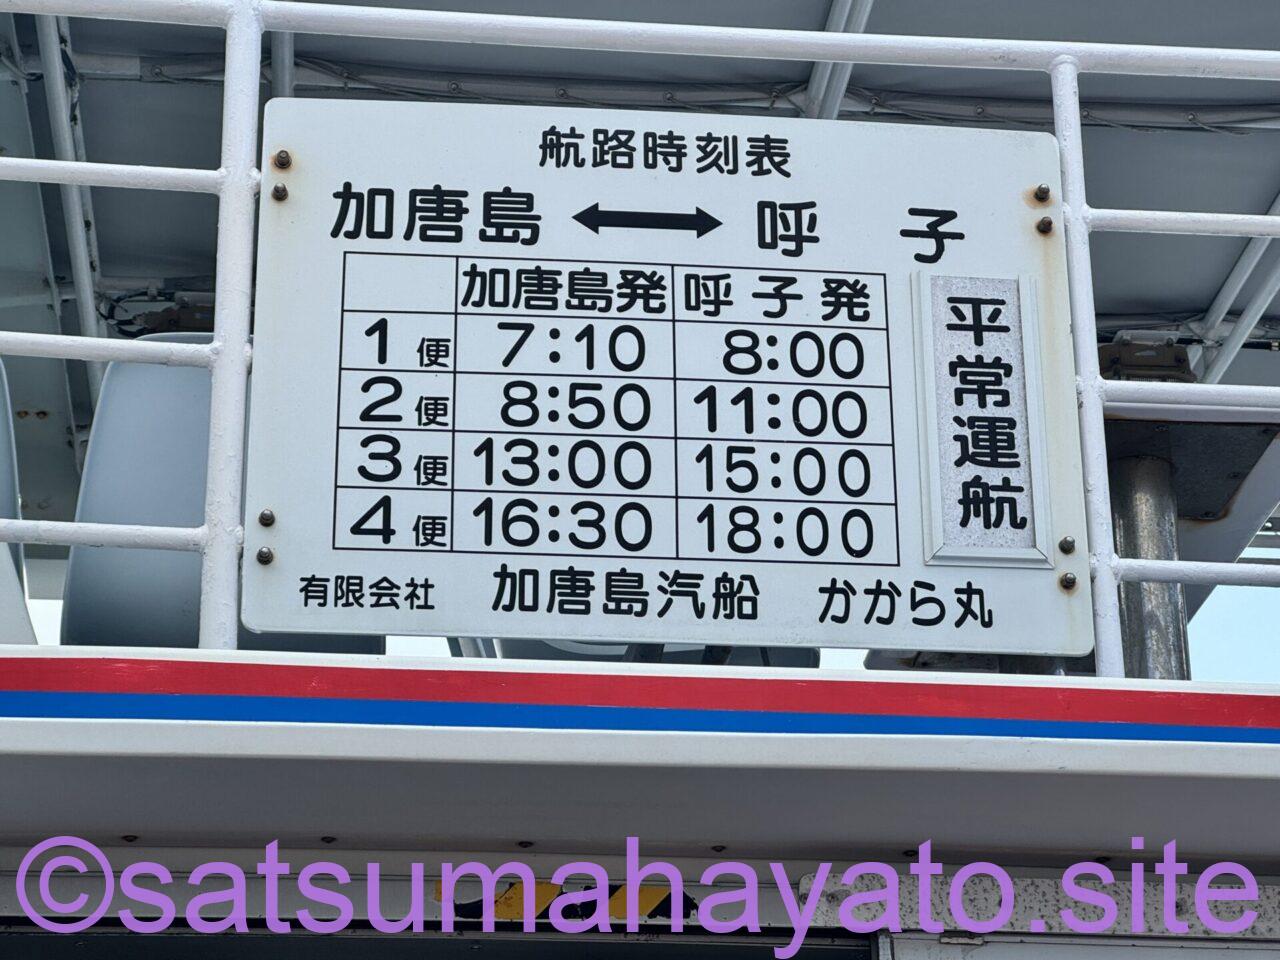 航路時刻表
加唐島 ⟷ 呼子
加唐島発 呼子発
1便 7:10 8:00
2便 8:50 11:00
3便 13:00 15:00
4便 16:30 18:00
平常運航
有限会社 加唐島汽船 かから丸
©satsumahayato.site